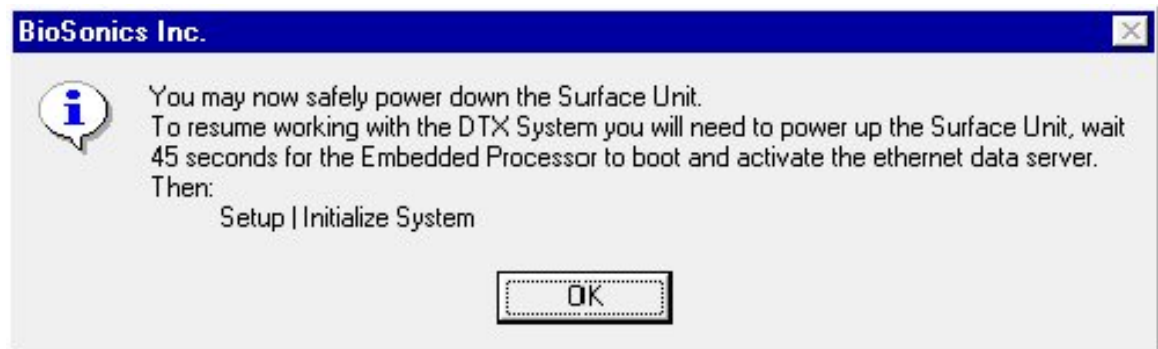 BioSonics Inc.
You may now safely power down the Surface Unit.
To resume working with the DTX System you will need to power up the Surface Unit, wait
45 seconds for the Embedded Processor to boot and activate the ethernet data server.
Then:
Setup | Initialize System
OK